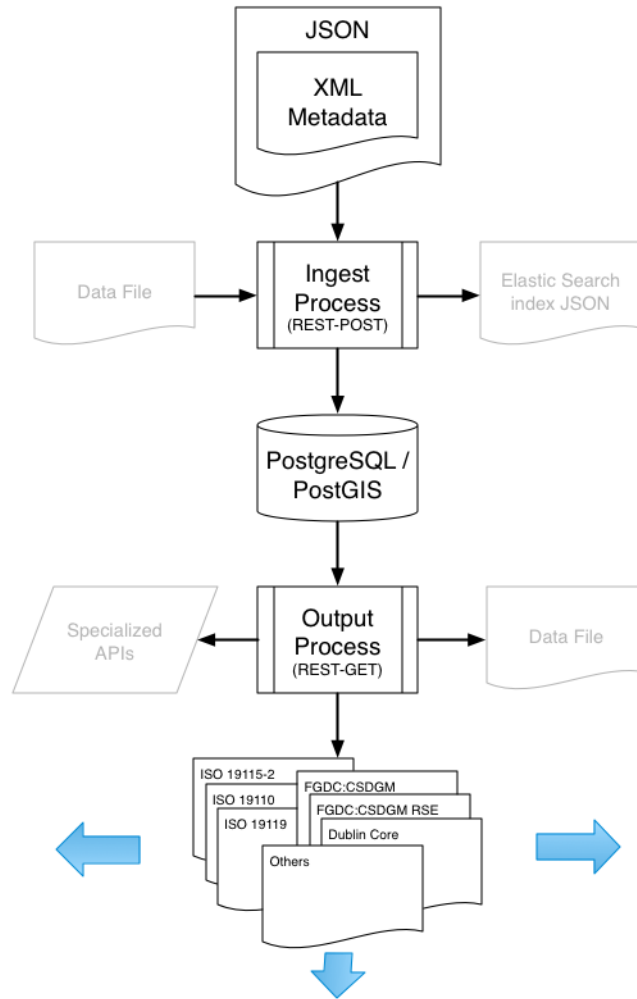 JSON
XML
Metadata
Data File
Ingest
Process
(REST-POST)
Elastic Search
index JSON
PostgreSQL /
PostGIS
Specialized
APIs
Output
Process
(REST-GET)
Data File
ISO 19115-2
FGDC:CSDGM
ISO 19110
FGDC:CSDGM RSE
ISO 19119
Dublin Core
Others